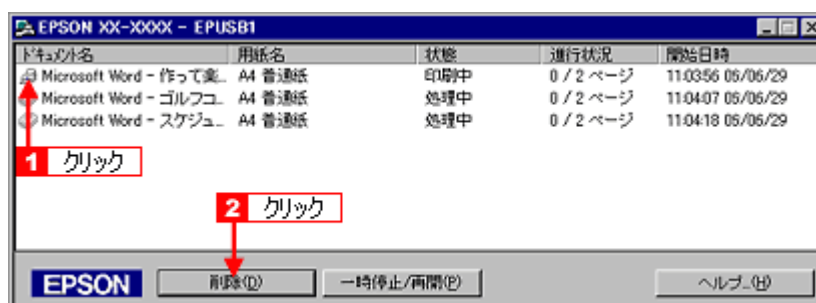 EPSON XX-XXXX - EPUSB1
ドキュメント名 用紙名 状態 進行状況 開始日時
Microsoft Word - 作って楽... A4 普通紙 印刷中 0 / 2 ページ 11:03:56 05/06/29
Microsoft Word - ゴルフコ... A4 普通紙 処理中 0 / 2 ページ 11:04:07 05/06/29
Microsoft Word - スケジュ... A4 普通紙 処理中 0 / 2 ページ 11:04:18 05/06/29
1 クリック
2 クリック
EPSON 削除(D) 一時停止/再開(P) ヘルプ...(H)